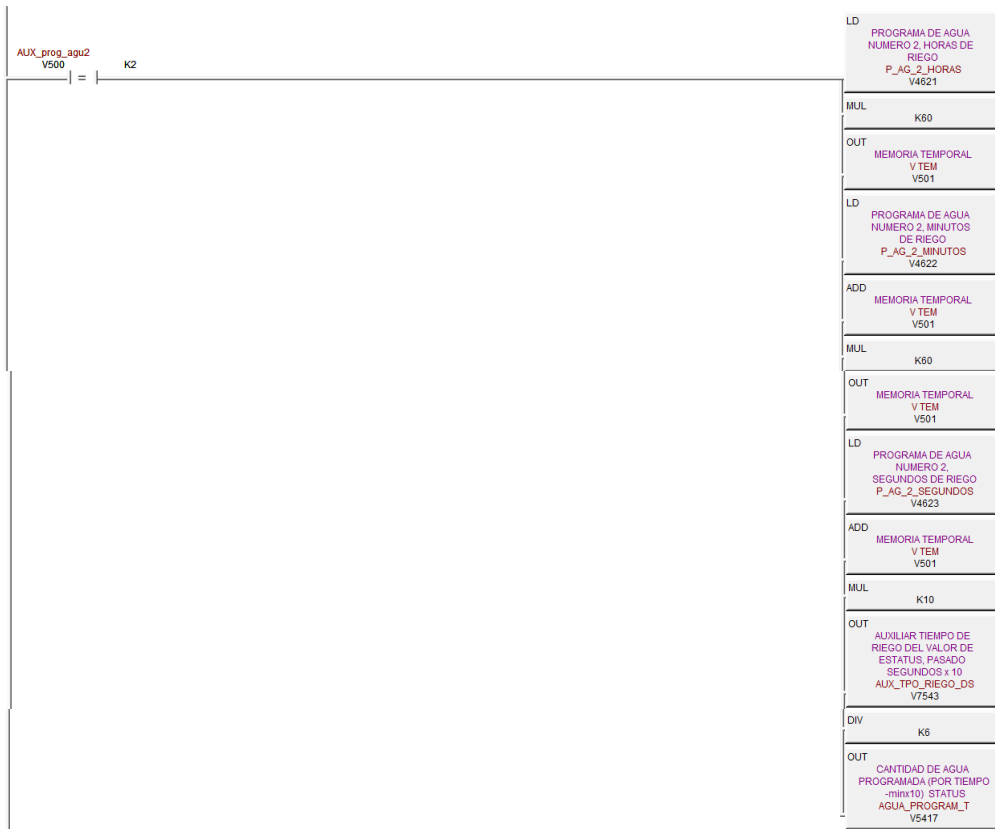 AUX_prog_agu2
V500 K2
=
LD
PROGRAMA DE AGUA
NUMERO 2, HORAS DE
RIEGO
P_AG_2_HORAS
V4621
MUL
K60
OUT
MEMORIA TEMPORAL
V TEM
V501
LD
PROGRAMA DE AGUA
NUMERO 2, MINUTOS
DE RIEGO
P_AG_2_MINUTOS
V4622
ADD
MEMORIA TEMPORAL
V TEM
V501
MUL
K60
OUT
MEMORIA TEMPORAL
V TEM
V501
LD
PROGRAMA DE AGUA
NUMERO 2,
SEGUNDOS DE RIEGO
P_AG_2_SEGUNDOS
V4623
ADD
MEMORIA TEMPORAL
V TEM
V501
MUL
K10
OUT
AUXILIAR TIEMPO DE
RIEGO DEL VALOR DE
ESTATUS, PASADO
SEGUNDOS x 10
AUX_TPO_RIEGO_DS
V7543
DIV
K6
OUT
CANTIDAD DE AGUA
PROGRAMADA (POR TIEMPO
-minx10) STATUS
AGUA_PROGRAM_T
V5417